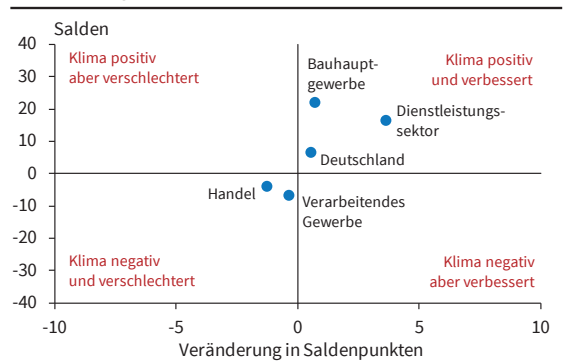 Salden
40
30
20
10
0
-10
-20
-30
-40
Klima positiv
aber verschlechtert
Klima positiv
und verbessert
Bauhaupt-
gewerbe
Dienstleistungs-
sektor
Deutschland
Handel
Verarbeitendes
Gewerbe
Klima negativ
und verschlechtert
Klima negativ
aber verbessert
-10
-5
0
5
10
Veränderung in Saldenpunkten